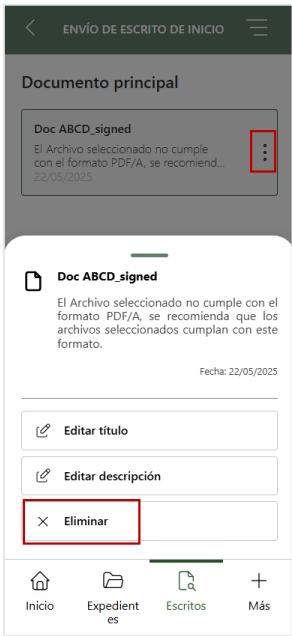 ENVÍO DE ESCRITO DE INICIO
Documento principal
Doc ABCD_signed
El Archivo seleccionado no cumple
con el formato PDF/A, se recomiend...
22/05/2025
Doc ABCD_signed
El Archivo seleccionado no cumple con el
formato PDF/A, se recomienda que los
archivos seleccionados cumplan con este
formato.
Fecha: 22/05/2025
Editar título
Editar descripción
Eliminar
Inicio
Expedient
es
Escritos
Más